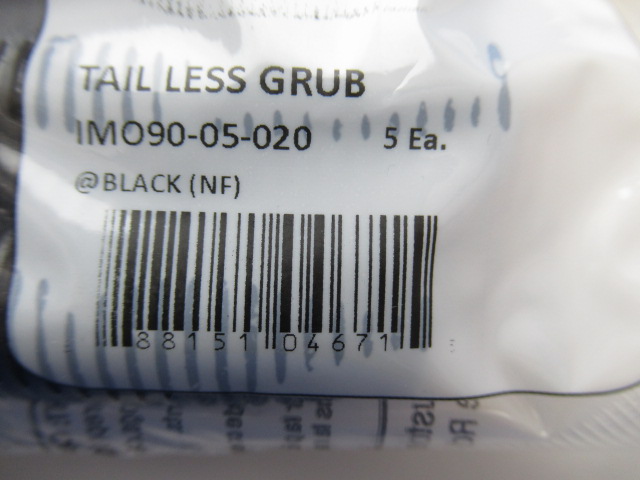 TAIL LESS GRUB
IMO90-05-020 5 Ea.
@BLACK (NF)
88151 04671